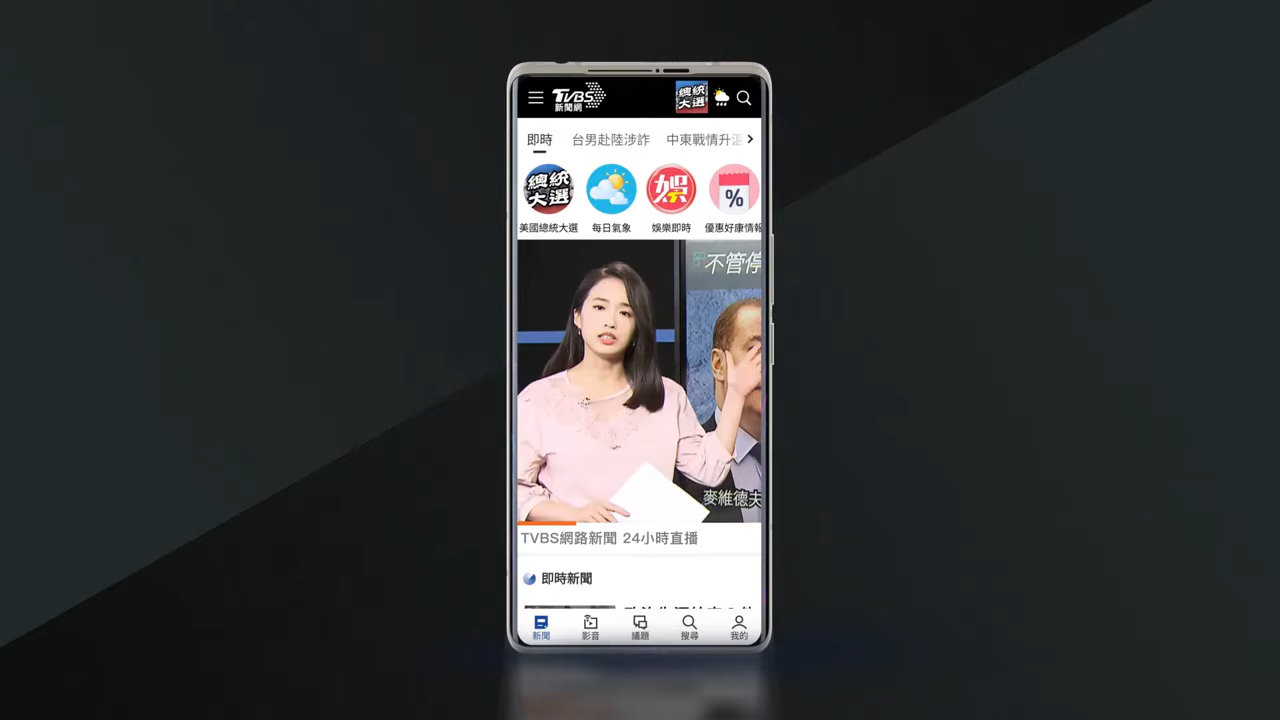 TVBS
新聞網
總統
大選
即時 台男赴陸涉詐 中東戰情升溫
總統
大選
娛
%
美國總統大選 每日氣象 娛樂即時 優惠好康情報
不管停
麥維德夫
TVBS網路新聞 24小時直播
即時新聞
新聞 影音 議題 搜尋 我的